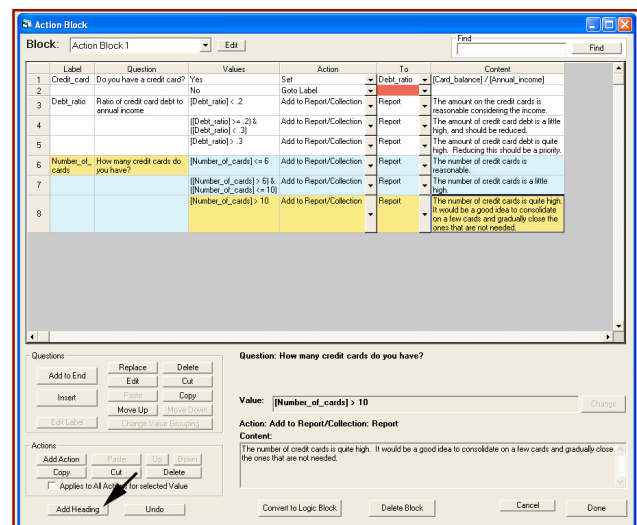 Action Block
Block: Action Block 1 Edit Find Find
Label Question Values Action To Content
1 Credit_card Do you have a credit card? Yes Set Debt_ratio [Card_balance] / [Annual_income]
2 No Goto Label
3 Debt_ratio Ratio of credit card debt to annual income [Debt_ratio] < .2 Add to Report/Collection Report The amount on the credit cards is reasonable considering the income.
4 ([Debt_ratio] >= .2) & ([Debt_ratio] < .3) Add to Report/Collection Report The amount of credit card debt is a little high, and should be reduced.
5 [Debt_ratio] > .3 Add to Report/Collection Report The amount of credit card debt is quite high. Reducing this should be a priority.
6 Number_of_cards How many credit cards do you have? [Number_of_cards] <= 6 Add to Report/Collection Report The number of credit cards is reasonable.
7 ([Number_of_cards] > 6) & ([Number_of_cards] <= 10) Add to Report/Collection Report The number of credit cards is a little high.
8 [Number_of_cards] > 10 Add to Report/Collection Report The number of credit cards is quite high. It would be a good idea to consolidate on a few cards and gradually close the ones that are not needed.
Questions
Add to End Replace Delete
Edit Cut
Insert Paste Copy
Move Up Move Down
Edit Label Change Value Grouping
Actions
Add Action Paste Up Down
Copy Cut Delete
Applies to All Actions for selected Value
Add Heading Undo
Question: How many credit cards do you have?
Value: [Number_of_cards] > 10 Change
Action: Add to Report/Collection: Report
Content:
The number of credit cards is quite high. It would be a good idea to consolidate on a few cards and gradually close
the ones that are not needed.
Convert to Logic Block Delete Block Cancel Done